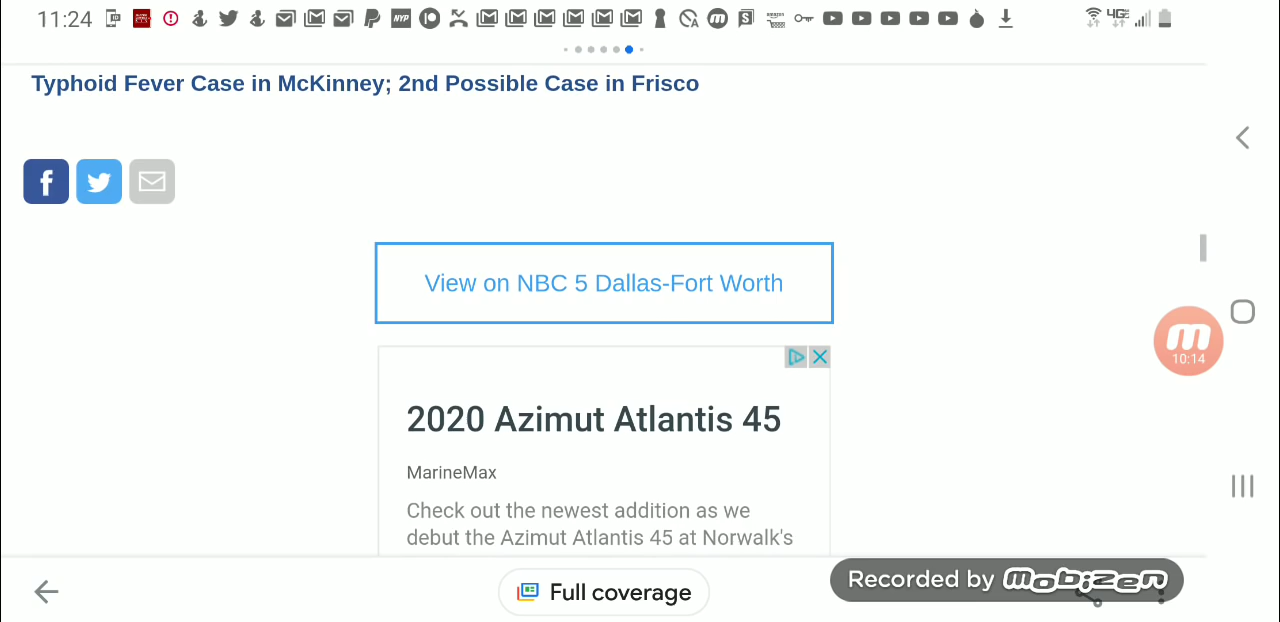 11:24
NYP
4GE
Typhoid Fever Case in McKinney; 2nd Possible Case in Frisco
View on NBC 5 Dallas-Fort Worth
2020 Azimut Atlantis 45
MarineMax
Check out the newest addition as we
debut the Azimut Atlantis 45 at Norwalk's
10:14
Full coverage
Recorded by mobizen